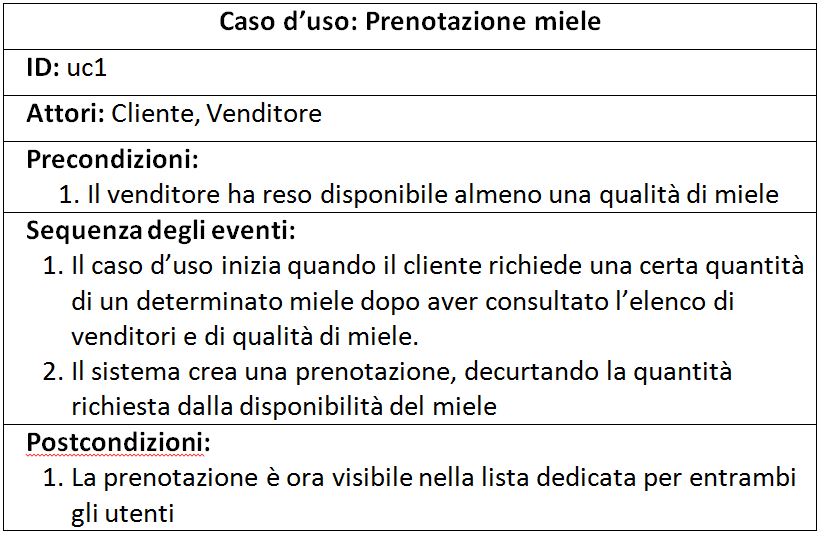 Caso d’uso: Prenotazione miele
ID: uc1
Attori: Cliente, Venditore
Precondizioni:
1. Il venditore ha reso disponibile almeno una qualità di miele
Sequenza degli eventi:
1. Il caso d’uso inizia quando il cliente richiede una certa quantità
di un determinato miele dopo aver consultato l’elenco di
venditori e di qualità di miele.
2. Il sistema crea una prenotazione, decurtando la quantità
richiesta dalla disponibilità del miele
Postcondizioni:
1. La prenotazione è ora visibile nella lista dedicata per entrambi
gli utenti